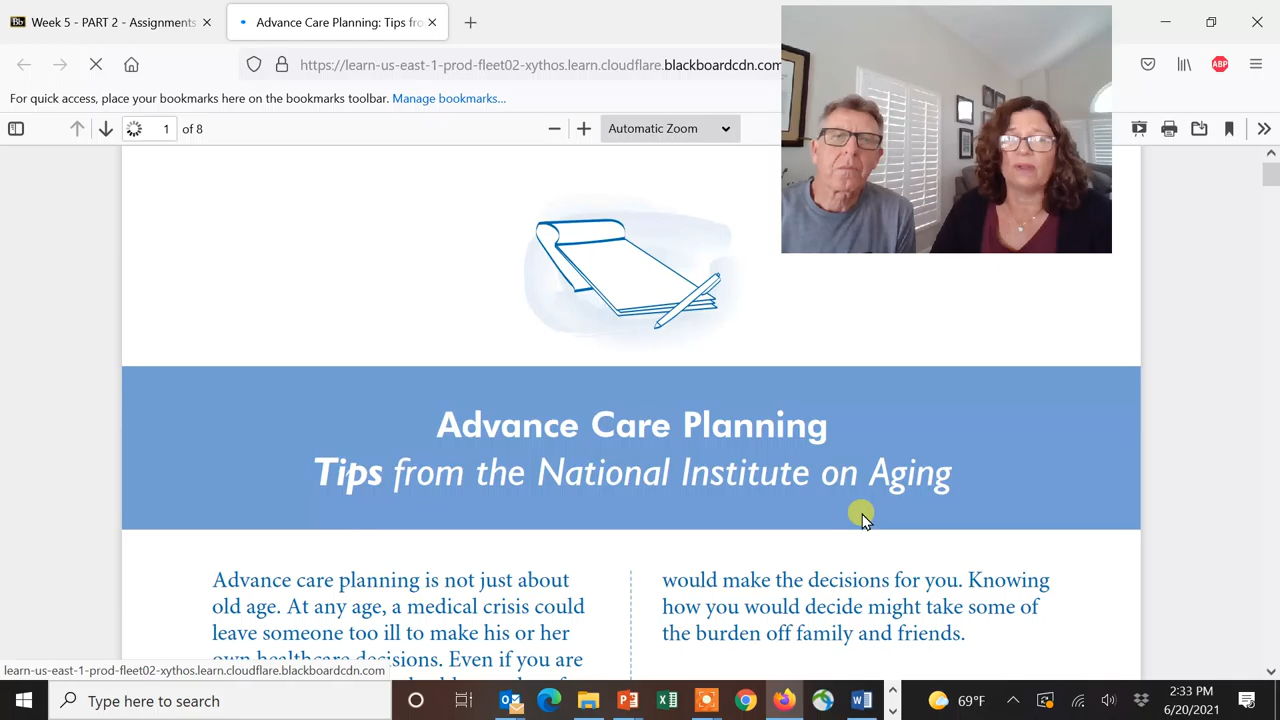 Bb Week 5 - PART 2 - Assignments
Advance Care Planning: Tips fro
https://learn-us-east-1-prod-fleet02-xythos.learn.cloudflare.blackboardcdn.com
ABP
For quick access, place your bookmarks here on the bookmarks toolbar. Manage bookmarks...
1 of 8
Automatic Zoom
Advance Care Planning
Tips from the National Institute on Aging
Advance care planning is not just about
old age. At any age, a medical crisis could
leave someone too ill to make his or her
own healthcare decisions. Even if you are
would make the decisions for you. Knowing
how you would decide might take some of
the burden off family and friends.
learn-us-east-1-prod-fleet02-xythos.learn.cloudflare.blackboardcdn.com
Type here to search
69°F
2:33 PM
6/20/2021